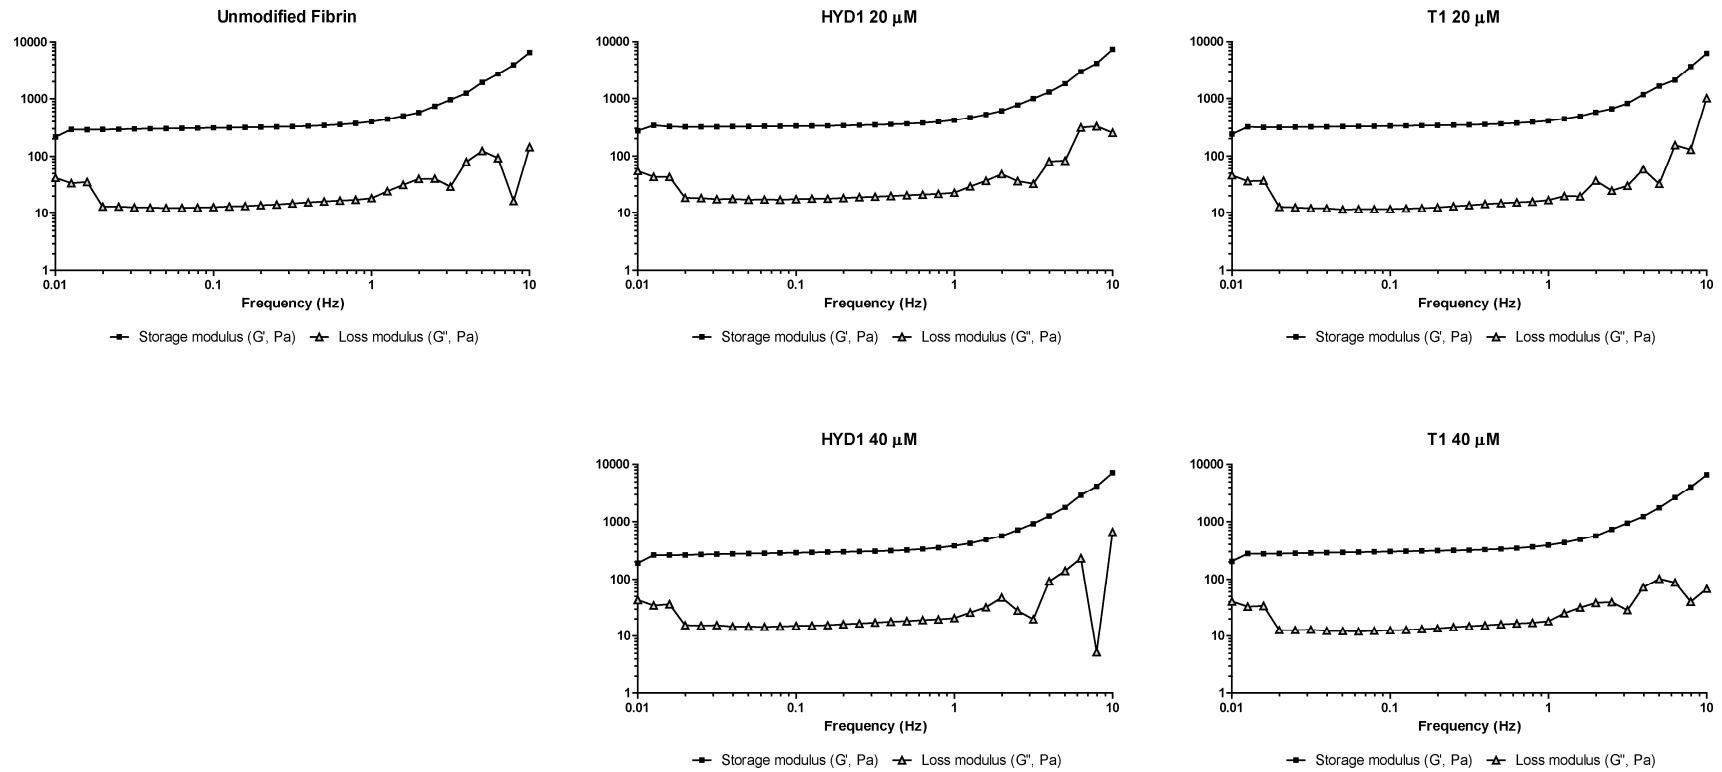 Unmodified Fibrin
10000
1000
100
10
1
0.01 0.1 1 10
Frequency (Hz)
Storage modulus (G', Pa) Loss modulus (G", Pa)
HYD1 20 μM
10000
1000
100
10
1
0.01 0.1 1 10
Frequency (Hz)
Storage modulus (G', Pa) Loss modulus (G", Pa)
T1 20 μM
10000
1000
100
10
1
0.01 0.1 1 10
Frequency (Hz)
Storage modulus (G', Pa) Loss modulus (G", Pa)
HYD1 40 μM
10000
1000
100
10
1
0.01 0.1 1 10
Frequency (Hz)
Storage modulus (G', Pa) Loss modulus (G", Pa)
T1 40 μM
10000
1000
100
10
1
0.01 0.1 1 10
Frequency (Hz)
Storage modulus (G', Pa) Loss modulus (G", Pa)